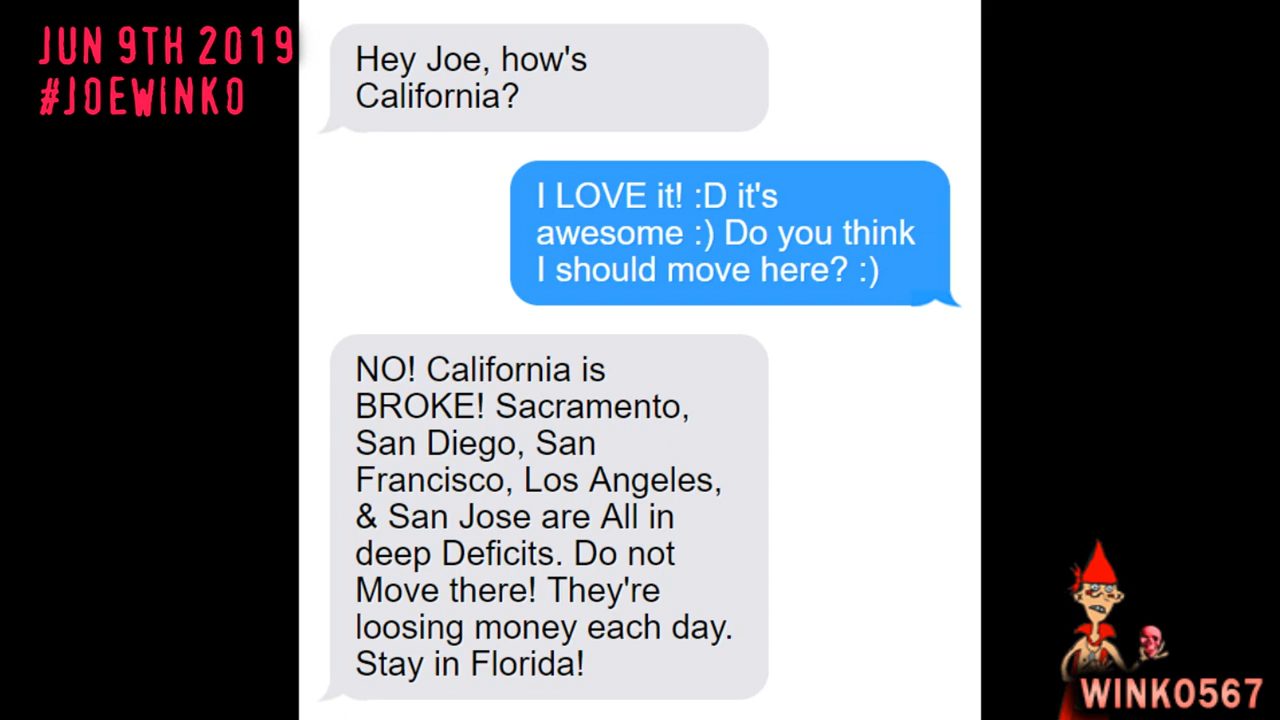 JUN 9TH 2019
#JOEWINKO
Hey Joe, how's
California?
I LOVE it! :D it's
awesome :) Do you think
I should move here? :)
NO! California is
BROKE! Sacramento,
San Diego, San
Francisco, Los Angeles,
& San Jose are All in
deep Deficits. Do not
Move there! They're
loosing money each day.
Stay in Florida!
WINKO567